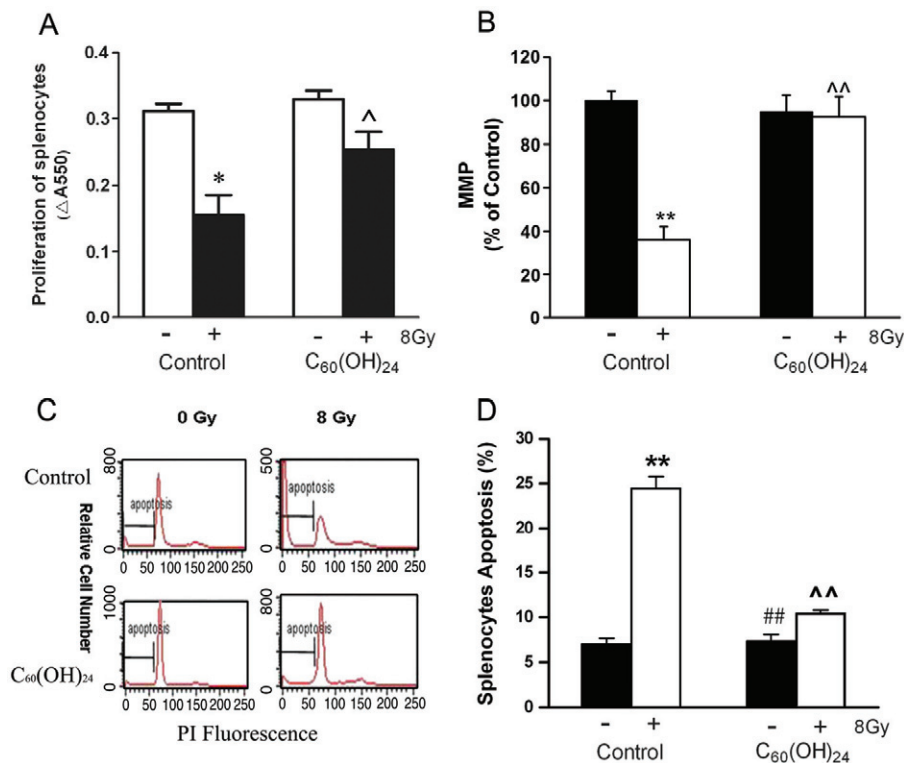 A
Proliferation of splenocytes
(△A550)
0.4
0.3
0.2
0.1
0.0
*
^
- + - + 8Gy
Control C60(OH)24
B
MMP
(% of Control)
120
100
80
60
40
20
0
**
^^
- + - + 8Gy
Control C60(OH)24
C
0 Gy 8 Gy
Control
C60(OH)24
Relative Cell Number
800
0
apoptosis
0 50 100 150 200 250
500
0
apoptosis
0 50 100 150 200 250
1000
0
apoptosis
0 50 100 150 200 250
800
0
apoptosis
0 50 100 150 200 250
PI Fluorescence
D
Splenocytes Apoptosis (%)
30
25
20
15
10
5
0
**
##
^^
- + - + 8Gy
Control C60(OH)24